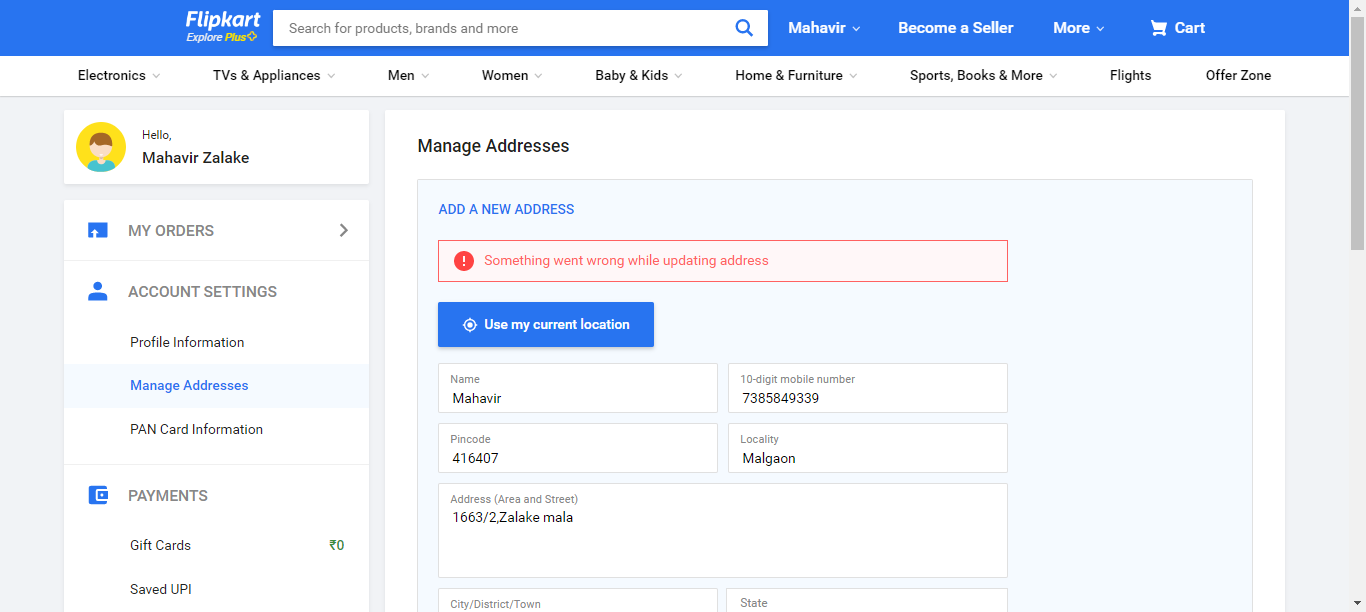 Flipkart
Explore Plus
Search for products, brands and more
Mahavir
Become a Seller
More
Cart
Electronics
TVs & Appliances
Men
Women
Baby & Kids
Home & Furniture
Sports, Books & More
Flights
Offer Zone
Hello,
Mahavir Zalake
MY ORDERS
ACCOUNT SETTINGS
Profile Information
Manage Addresses
PAN Card Information
PAYMENTS
Gift Cards ₹0
Saved UPI
Manage Addresses
ADD A NEW ADDRESS
Something went wrong while updating address
Use my current location
Name
Mahavir
10-digit mobile number
7385849339
Pincode
416407
Locality
Malgaon
Address (Area and Street)
1663/2,Zalake mala
City/District/Town
State